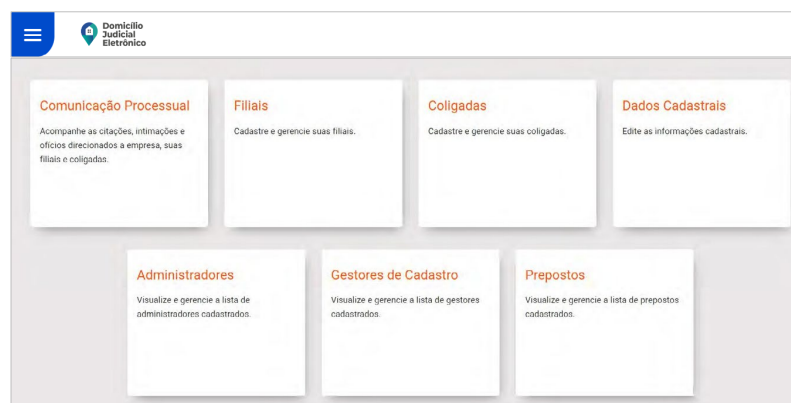 Domicílio
Judicial
Eletrônico
Comunicação Processual
Acompanhe as citações, intimações e
ofícios direcionados a empresa, suas
filiais e coligadas.
Filiais
Cadastre e gerencie suas filiais.
Coligadas
Cadastre e gerencie suas coligadas.
Dados Cadastrais
Edite as informações cadastrais.
Administradores
Visualize e gerencie a lista de
administradores cadastrados.
Gestores de Cadastro
Visualize e gerencie a lista de gestores
cadastrados.
Prepostos
Visualize e gerencie a lista de prepostos
cadastrados.